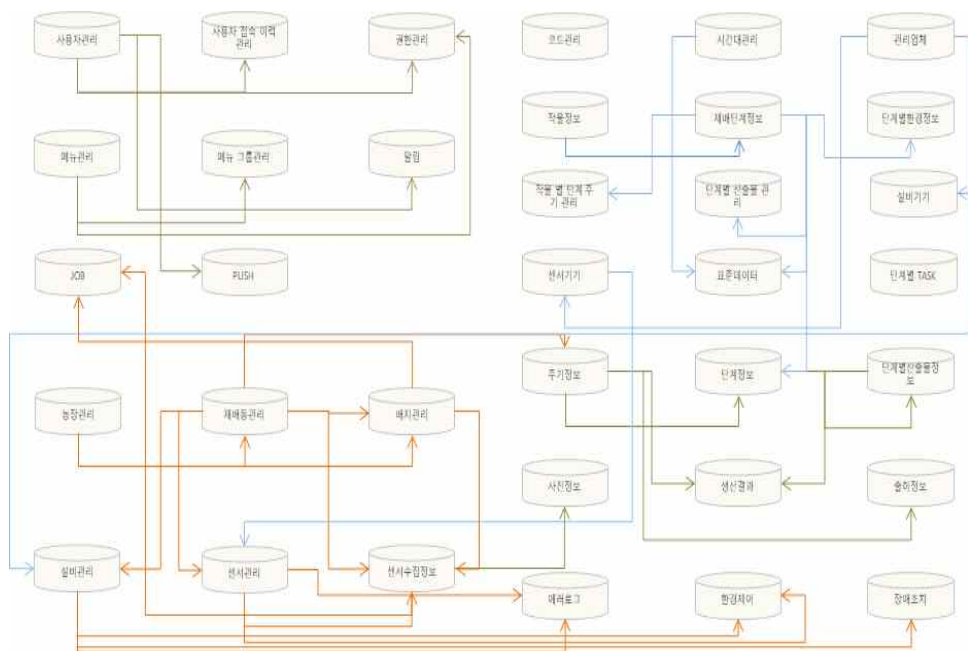 사용자관리
사용자 접속 이력
관리
권한관리
코드관리
시간대관리
관리업체
작물정보
재배단계정보
단계별환경정보
메뉴관리
메뉴 그룹관리
알림
작물 별 단계 주
기 관리
단계별 산출물 관
리
설비기기
JOB
PUSH
센서기기
표준데이터
단계별 TASK
주기정보
단계정보
단계별산출물정
보
농장관리
재배동관리
배치관리
사진정보
생산결과
출하정보
설비관리
센서관리
센서수집정보
에러로그
환경제어
장애조치